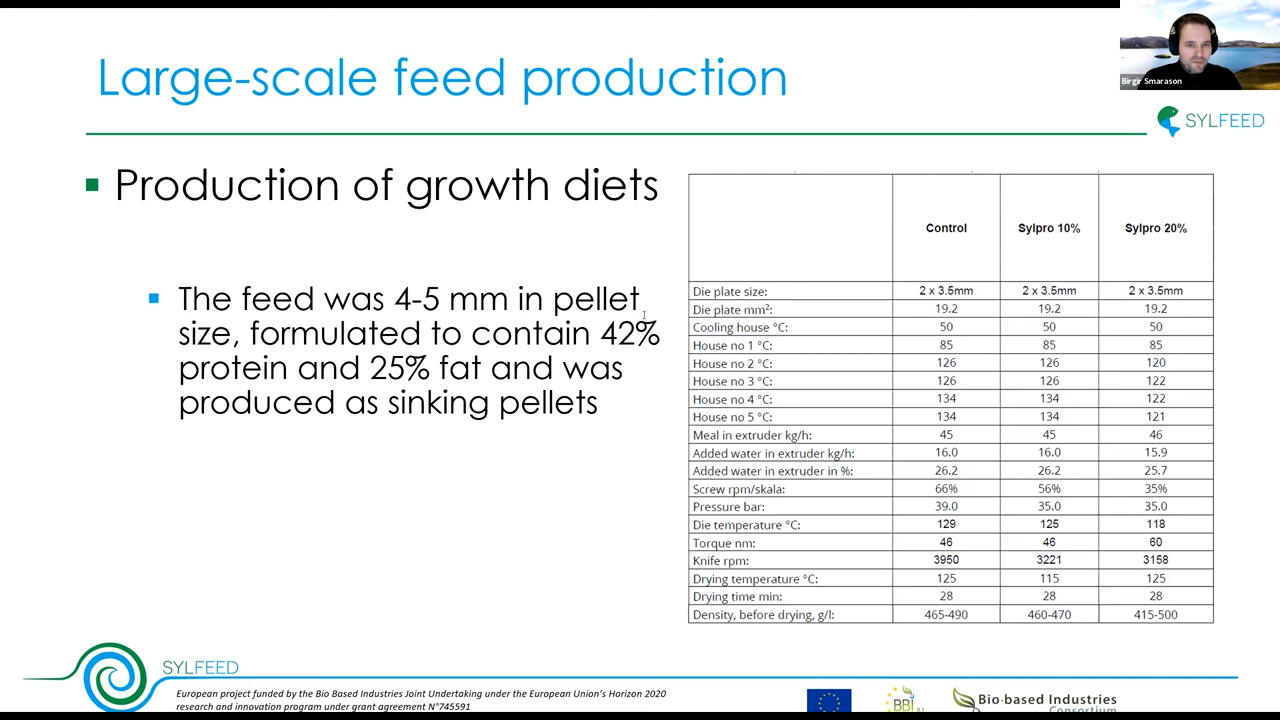 Large-scale feed production
Birgir Smarason
SYLFEED
Production of growth diets
The feed was 4-5 mm in pellet
size, formulated to contain 42%
protein and 25% fat and was
produced as sinking pellets
Control Sylpro 10% Sylpro 20%
Die plate size: 2 x 3.5mm 2 x 3.5mm 2 x 3.5mm
Die plate mm²: 19.2 19.2 19.2
Cooling house °C: 50 50 50
House no 1 °C: 85 85 85
House no 2 °C: 126 126 120
House no 3 °C: 126 126 122
House no 4 °C: 134 134 122
House no 5 °C: 134 134 121
Meal in extruder kg/h: 45 45 46
Added water in extruder kg/h: 16.0 16.0 15.9
Added water in extruder in %: 26.2 26.2 25.7
Screw rpm/skala: 66% 56% 35%
Pressure bar: 39.0 35.0 35.0
Die temperature °C: 129 125 118
Torque nm: 46 46 60
Knife rpm: 3950 3221 3158
Drying temperature °C: 125 115 125
Drying time min: 28 28 28
Density, before drying, g/l: 465-490 460-470 415-500
SYLFEED
European project funded by the Bio Based Industries Joint Undertaking under the European Union's Horizon 2020
research and innovation program under grant agreement N°745591
BBI
Bio-based Industries
Consortium